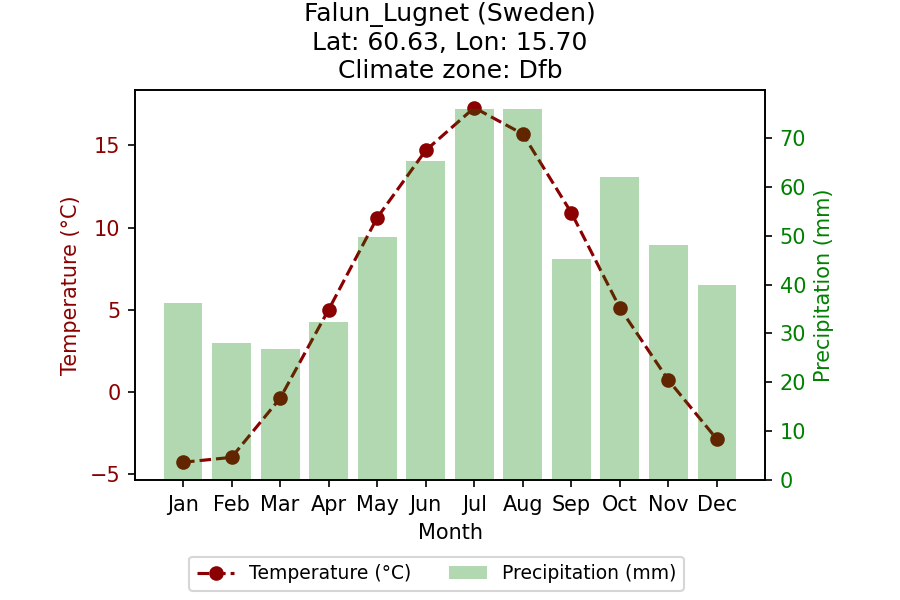 Falun_Lugnet (Sweden)
Lat: 60.63, Lon: 15.70
Climate zone: Dfb
Temperature (°C)
15
10
5
0
−5
70
60
50
40
30
20
10
0
Precipitation (mm)
Jan Feb Mar Apr May Jun Jul Aug Sep Oct Nov Dec
Month
Temperature (°C) Precipitation (mm)